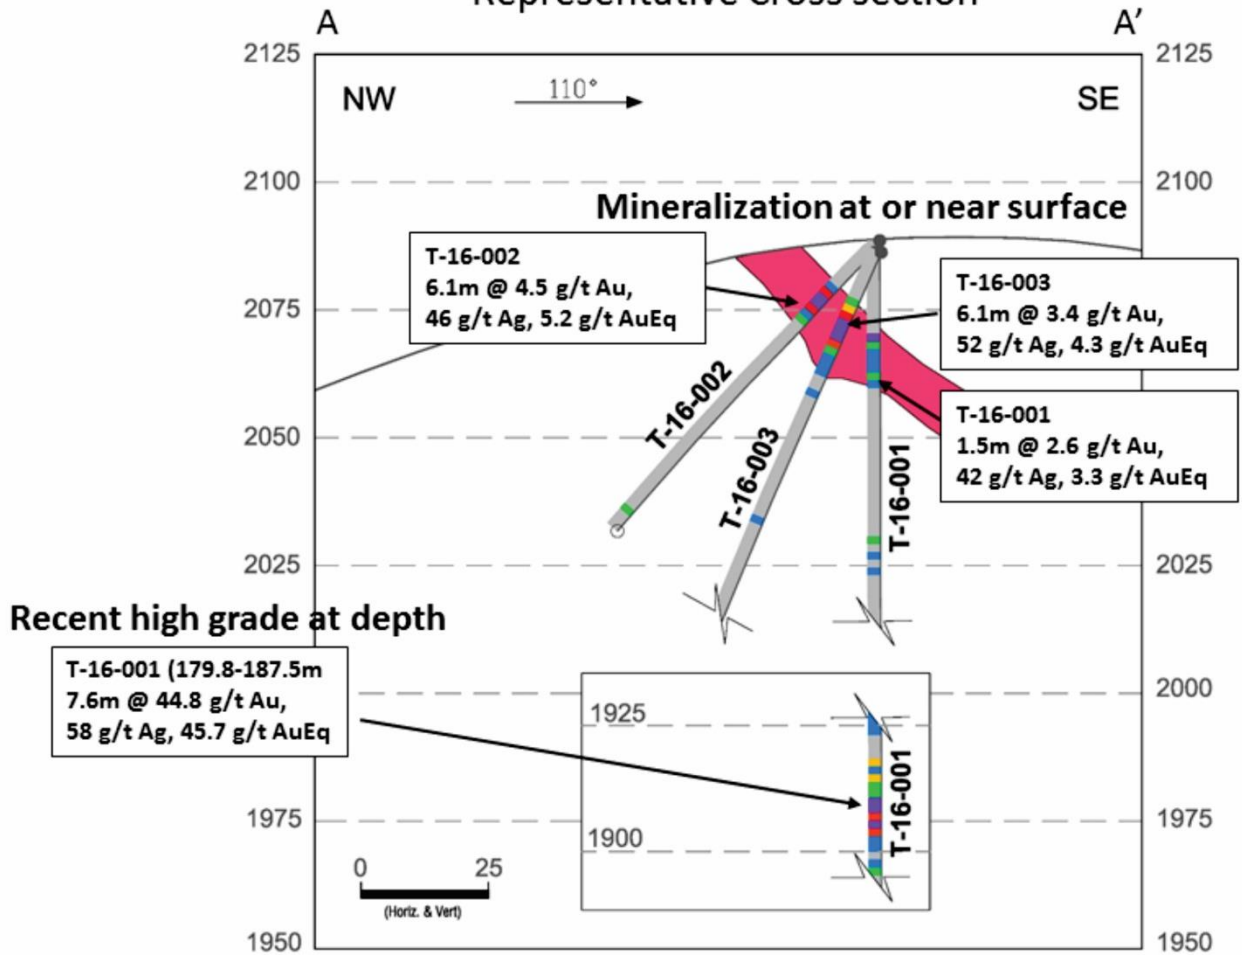 Representative Cross section
A A’
2125 2125
NW 110° SE
2100 2100
Mineralization at or near surface
T-16-002
6.1m @ 4.5 g/t Au,
46 g/t Ag, 5.2 g/t AuEq
T-16-003
6.1m @ 3.4 g/t Au,
52 g/t Ag, 4.3 g/t AuEq
2075 2075
T-16-001
1.5m @ 2.6 g/t Au,
42 g/t Ag, 3.3 g/t AuEq
T-16-002
T-16-003
T-16-001
2050 2050
2025 2025
Recent high grade at depth
T-16-001 (179.8-187.5m
7.6m @ 44.8 g/t Au,
58 g/t Ag, 45.7 g/t AuEq
2000 2000
1925
T-16-001
1975 1975
1900
0 25
(Horiz. & Vert)
1950 1950